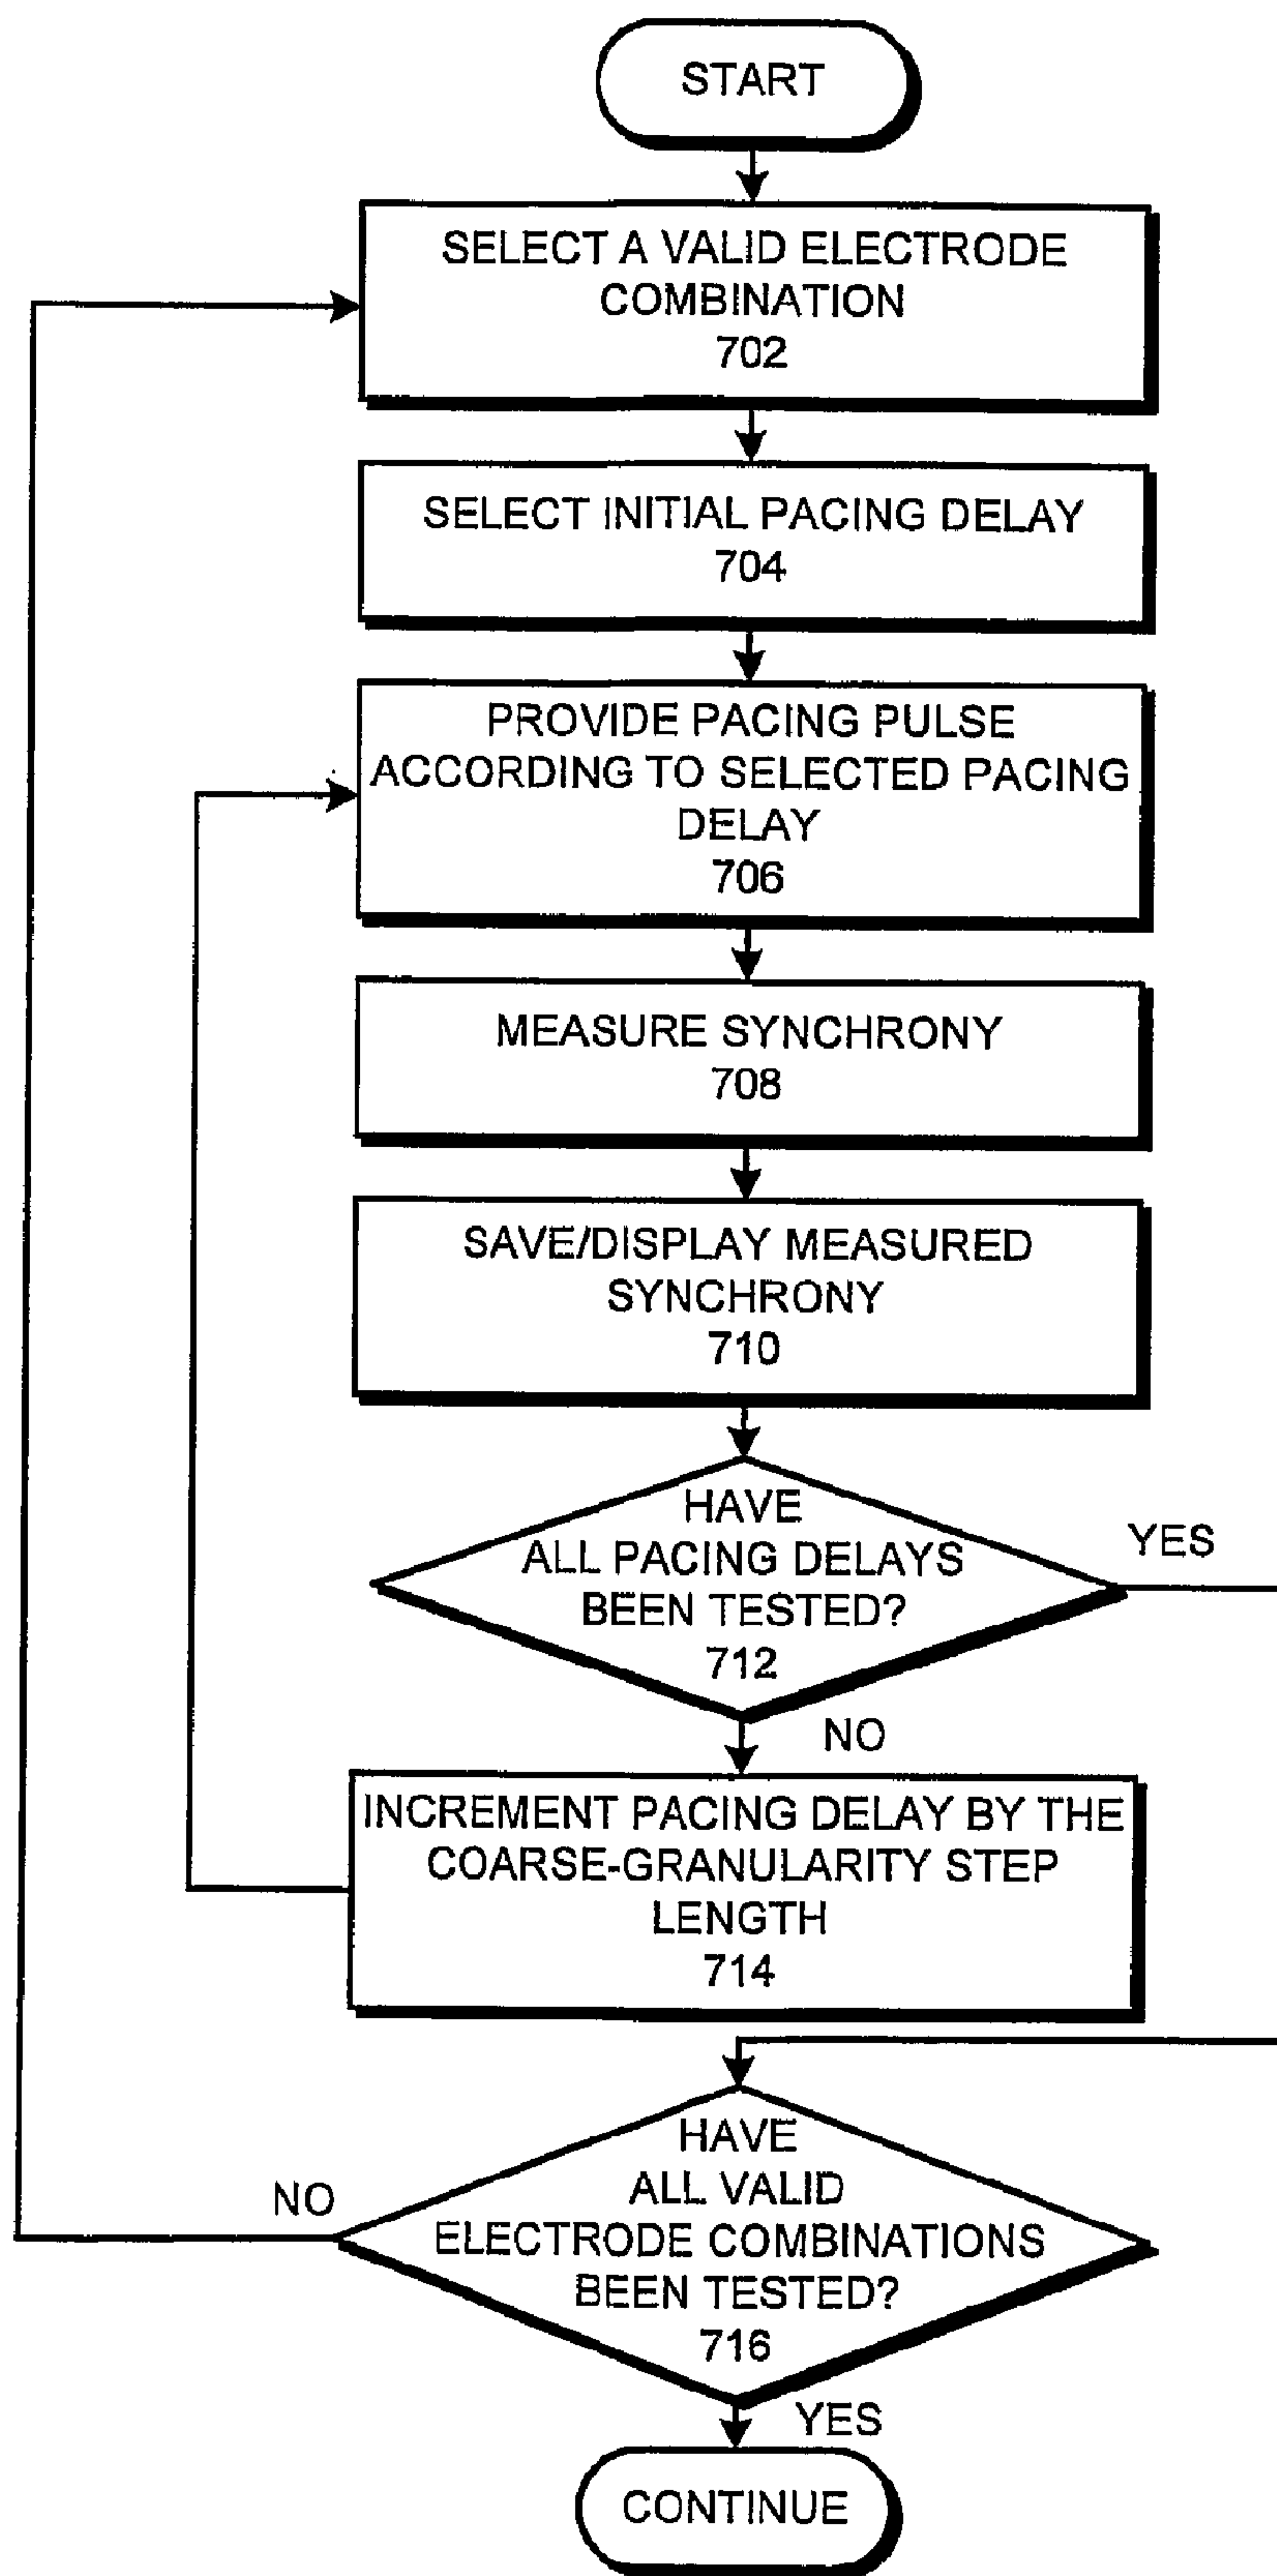 START
SELECT A VALID ELECTRODE
COMBINATION
702
SELECT INITIAL PACING DELAY
704
PROVIDE PACING PULSE
ACCORDING TO SELECTED PACING
DELAY
706
MEASURE SYNCHRONY
708
SAVE/DISPLAY MEASURED
SYNCHRONY
710
HAVE
ALL PACING DELAYS
BEEN TESTED?
712
YES
NO
INCREMENT PACING DELAY BY THE
COARSE-GRANULARITY STEP
LENGTH
714
HAVE
ALL VALID
ELECTRODE COMBINATIONS
BEEN TESTED?
716
NO
YES
CONTINUE